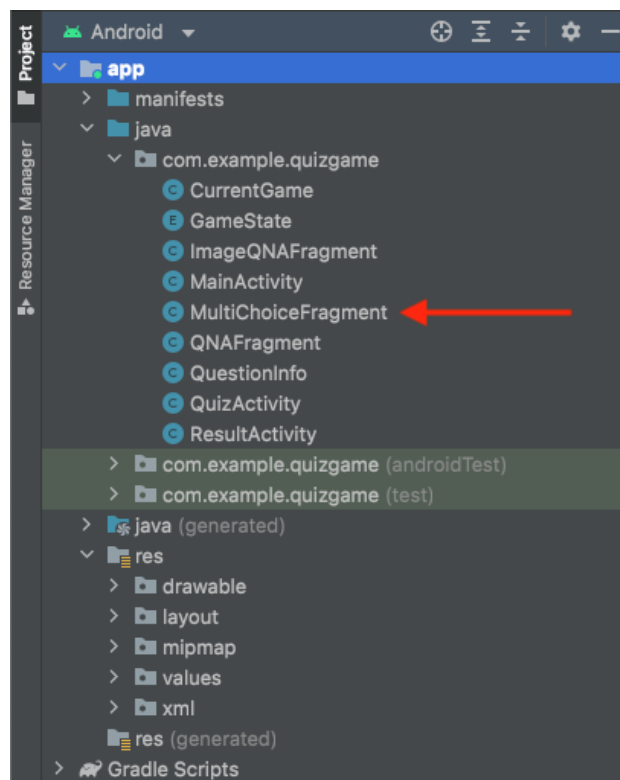 Project
Resource Manager
Android
app
manifests
java
com.example.quizgame
C CurrentGame
E GameState
C ImageQNAFragment
C MainActivity
C MultiChoiceFragment
C QNAFragment
C QuestionInfo
C QuizActivity
C ResultActivity
com.example.quizgame (androidTest)
com.example.quizgame (test)
java (generated)
res
drawable
layout
mipmap
values
xml
res (generated)
Gradle Scripts